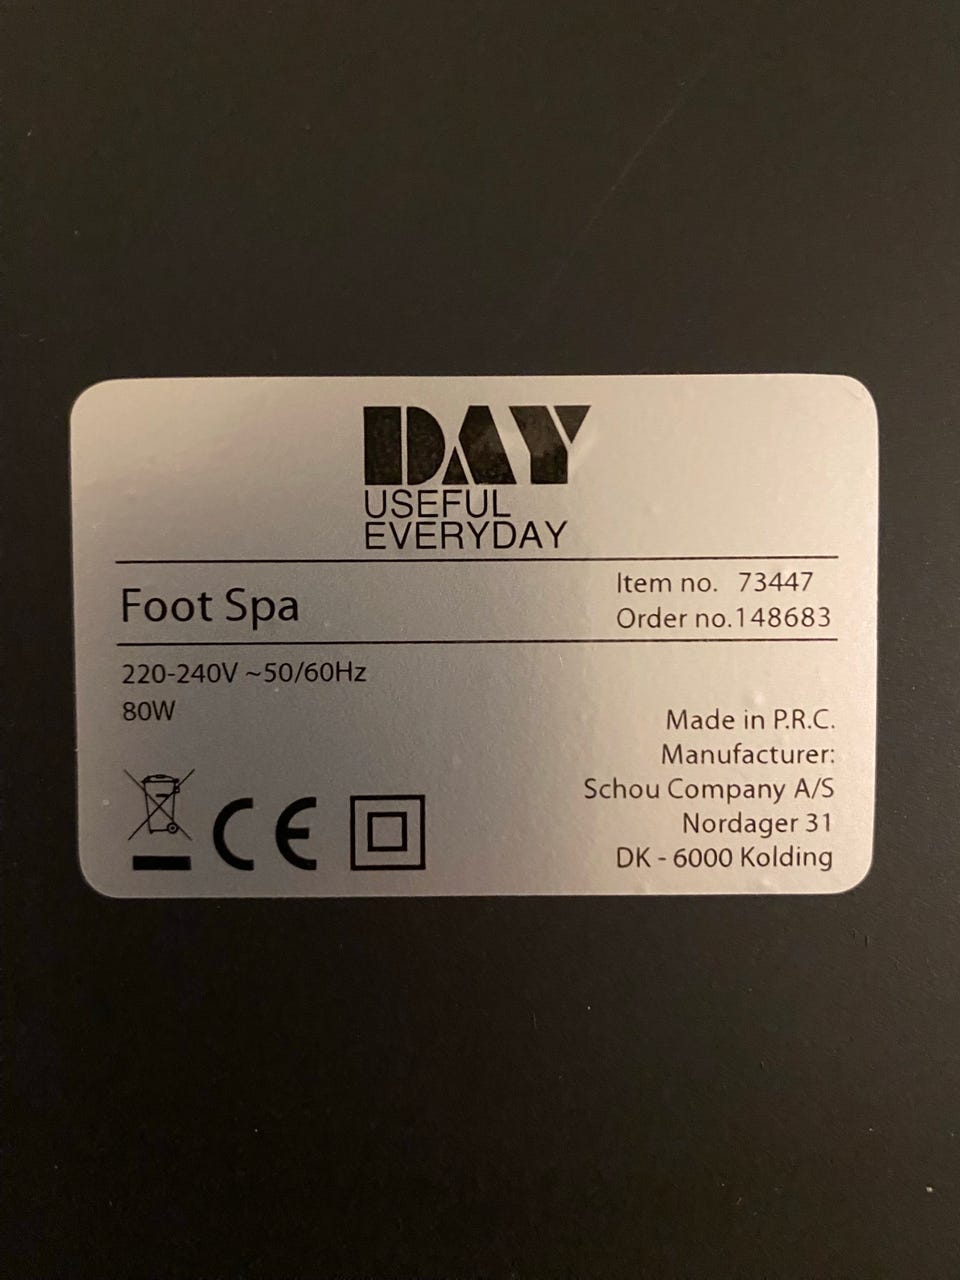 DAY
USEFUL
EVERYDAY
Foot Spa
Item no. 73447
Order no.148683
220-240V ~50/60Hz
80W
CE
Made in P.R.C.
Manufacturer:
Schou Company A/S
Nordager 31
DK - 6000 Kolding